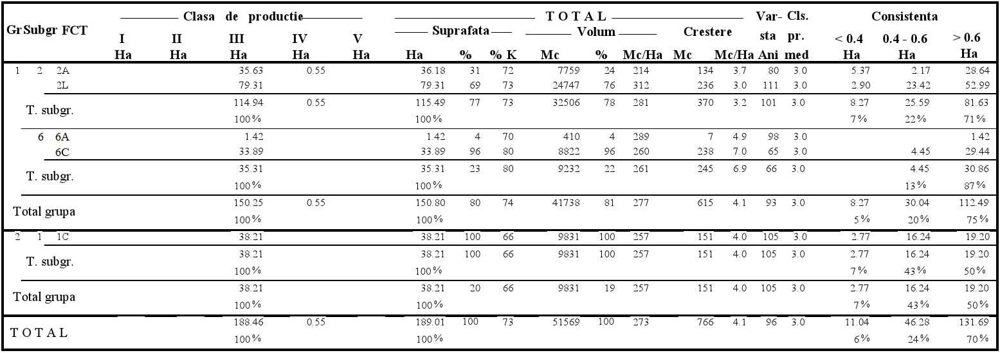 Clasa de productie T O T A L Var- Cls. Consistenta
Gr Subgr FCT Suprafata Volum Crestere sta pr.
I II III IV V < 0.4 0.4 - 0.6 > 0.6
Ha Ha Ha Ha Ha Ha % % K Mc % Mc/Ha Mc Mc/Ha Ani med Ha Ha Ha
1 2 2A 35.63 0.55 36.18 31 72 7759 24 214 134 3.7 80 3.0 5.37 2.17 28.64
2L 79.31 79.31 69 73 24747 76 312 236 3.0 111 3.0 2.90 23.42 52.99
T. subgr. 114.94 0.55 115.49 77 73 32506 78 281 370 3.2 101 3.0 8.27 25.59 81.63
100% 100% 7% 22% 71%
6 6A 1.42 1.42 4 70 410 4 289 7 4.9 98 3.0 1.42
6C 33.89 33.89 96 80 8822 96 260 238 7.0 65 3.0 4.45 29.44
T. subgr. 35.31 35.31 23 80 9232 22 261 245 6.9 66 3.0 4.45 30.86
100% 100% 13% 87%
Total grupa 150.25 0.55 150.80 80 74 41738 81 277 615 4.1 93 3.0 8.27 30.04 112.49
100% 100% 5% 20% 75%
2 1 1C 38.21 38.21 100 66 9831 100 257 151 4.0 105 3.0 2.77 16.24 19.20
T. subgr. 38.21 38.21 100 66 9831 100 257 151 4.0 105 3.0 2.77 16.24 19.20
100% 100% 7% 43% 50%
Total grupa 38.21 38.21 20 66 9831 19 257 151 4.0 105 3.0 2.77 16.24 19.20
100% 100% 7% 43% 50%
T O T A L 188.46 0.55 189.01 100 73 51569 100 273 766 4.1 96 3.0 11.04 46.28 131.69
100% 100% 6% 24% 70%